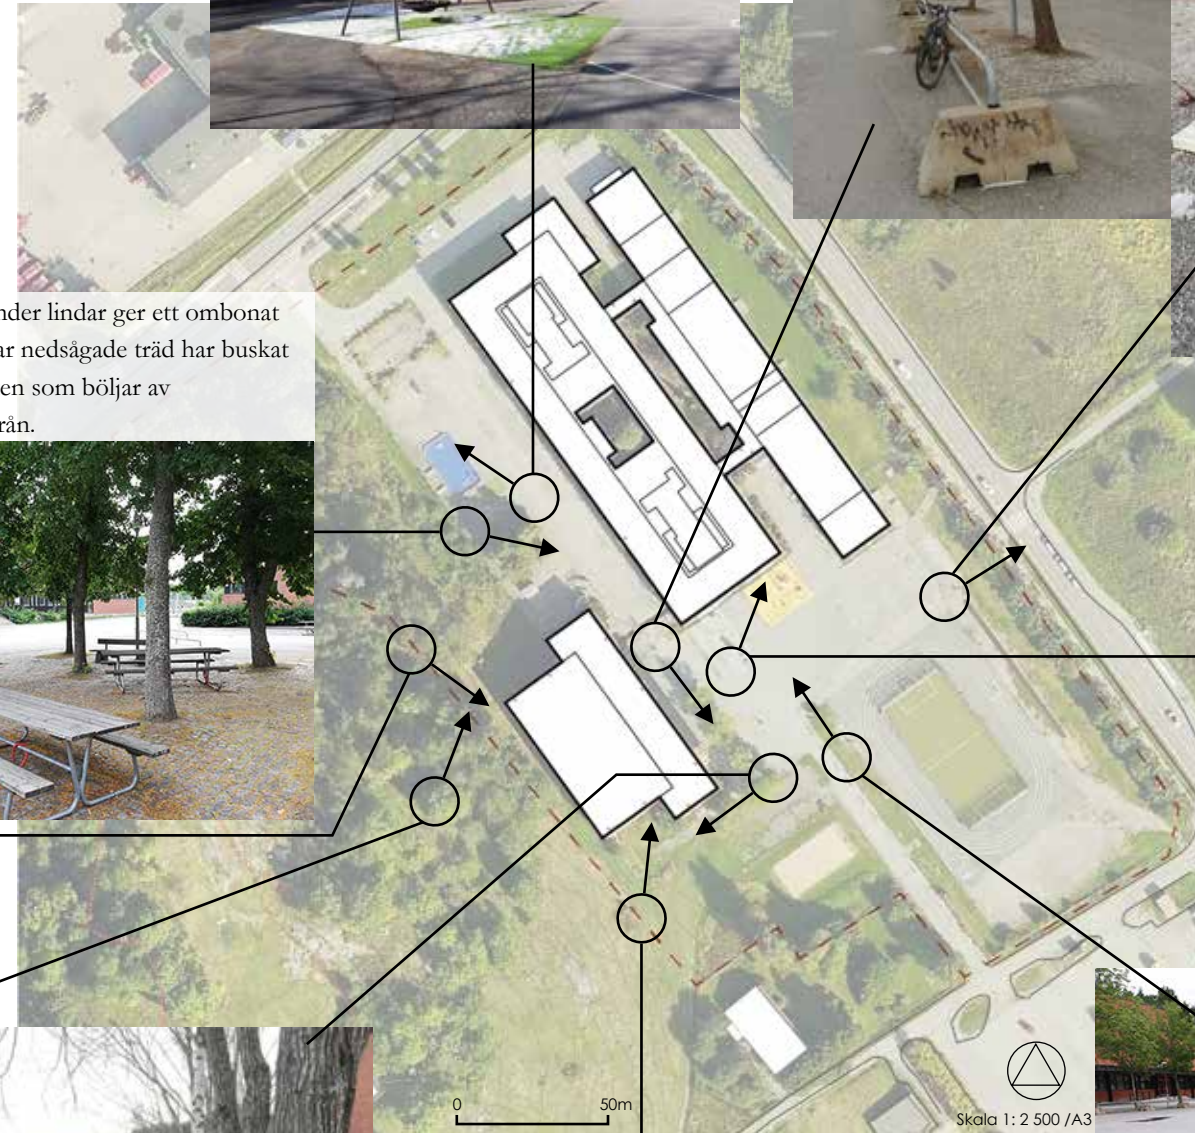 nder lindar ger ett ombonat
ar nedsågade träd har buskat
en som böljar av
rån.
0 50m
Skala 1: 2 500 /A3